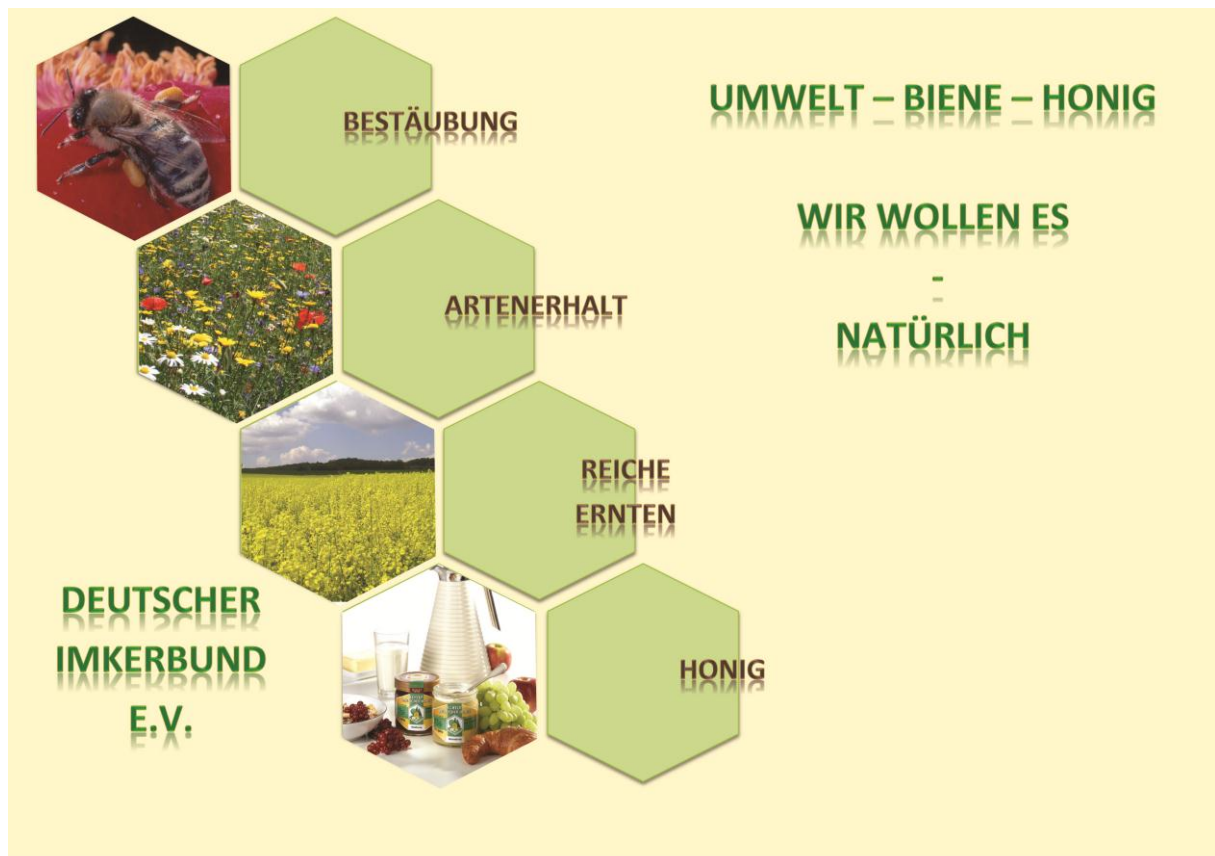 UMWELT – BIENE – HONIG
WIR WOLLEN ES
-
NATÜRLICH
BESTÄUBUNG
ARTENERHALT
REICHE
ERNTEN
HONIG
DEUTSCHER
IMKERBUND
E.V.